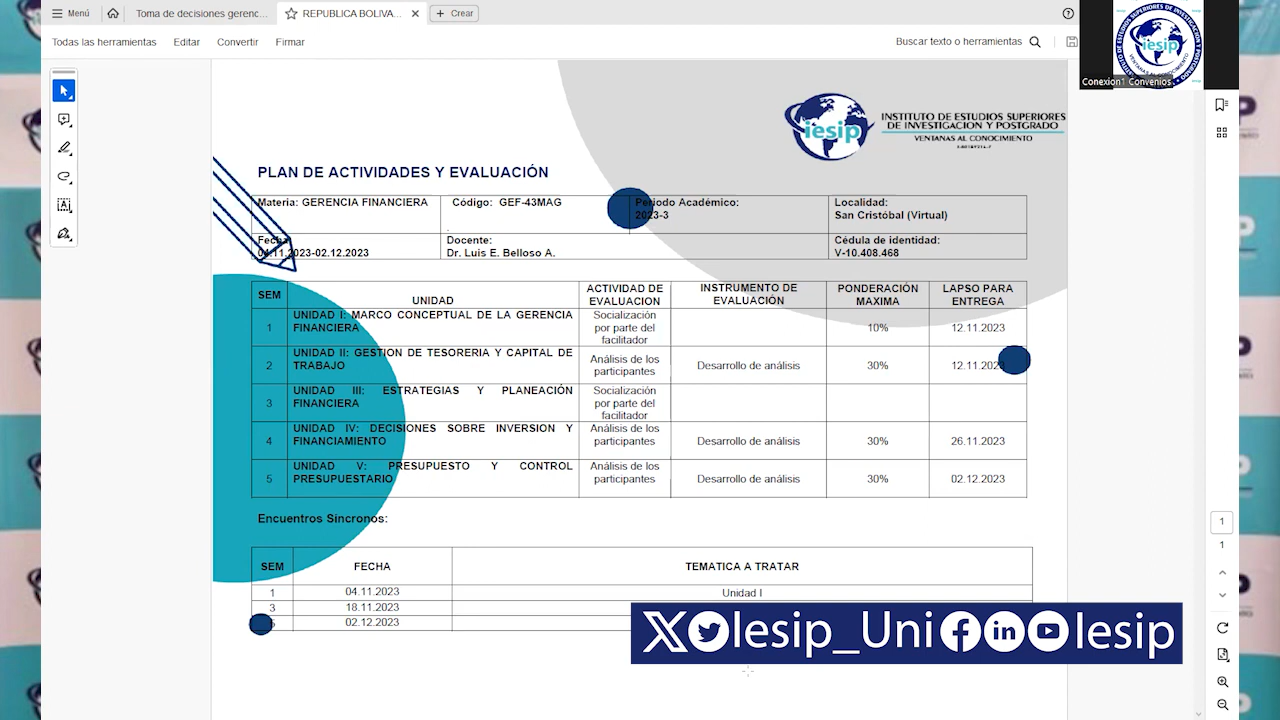 Menú
Toma de decisiones gerenc...
REPUBLICA BOLIVA...
Crear
Todas las herramientas
Editar
Convertir
Firmar
Buscar texto o herramientas
iesip
Conexion1 Convenios
iesip
INSTITUTO DE ESTUDIOS SUPERIORES
DE INVESTIGACION Y POSTGRADO
VENTANAS AL CONOCIMIENTO
PLAN DE ACTIVIDADES Y EVALUACIÓN
Materia: GERENCIA FINANCIERA
Código: GEF-43MAG
Periodo Académico:
2023-3
Localidad:
San Cristóbal (Virtual)
Fecha
04.11.2023-02.12.2023
Docente:
Dr. Luis E. Belloso A.
Cédula de identidad:
V-10.408.468
SEM
UNIDAD
ACTIVIDAD DE
EVALUACION
INSTRUMENTO DE
EVALUACIÓN
PONDERACIÓN
MAXIMA
LAPSO PARA
ENTREGA
1
UNIDAD I: MARCO CONCEPTUAL DE LA GERENCIA
FINANCIERA
Socialización
por parte del
facilitador
10%
12.11.2023
2
UNIDAD II: GESTION DE TESORERIA Y CAPITAL DE
TRABAJO
Análisis de los
participantes
Desarrollo de análisis
30%
12.11.2023
3
UNIDAD III: ESTRATEGIAS Y PLANEACIÓN
FINANCIERA
Socialización
por parte del
facilitador
4
UNIDAD IV: DECISIONES SOBRE INVERSION Y
FINANCIAMIENTO
Análisis de los
participantes
Desarrollo de análisis
30%
26.11.2023
5
UNIDAD V: PRESUPUESTO Y CONTROL
PRESUPUESTARIO
Análisis de los
participantes
Desarrollo de análisis
30%
02.12.2023
Encuentros Síncronos:
SEM
FECHA
TEMATICA A TRATAR
1
04.11.2023
Unidad I
3
18.11.2023
02.12.2023
Iesip_Uni
Iesip
1
1